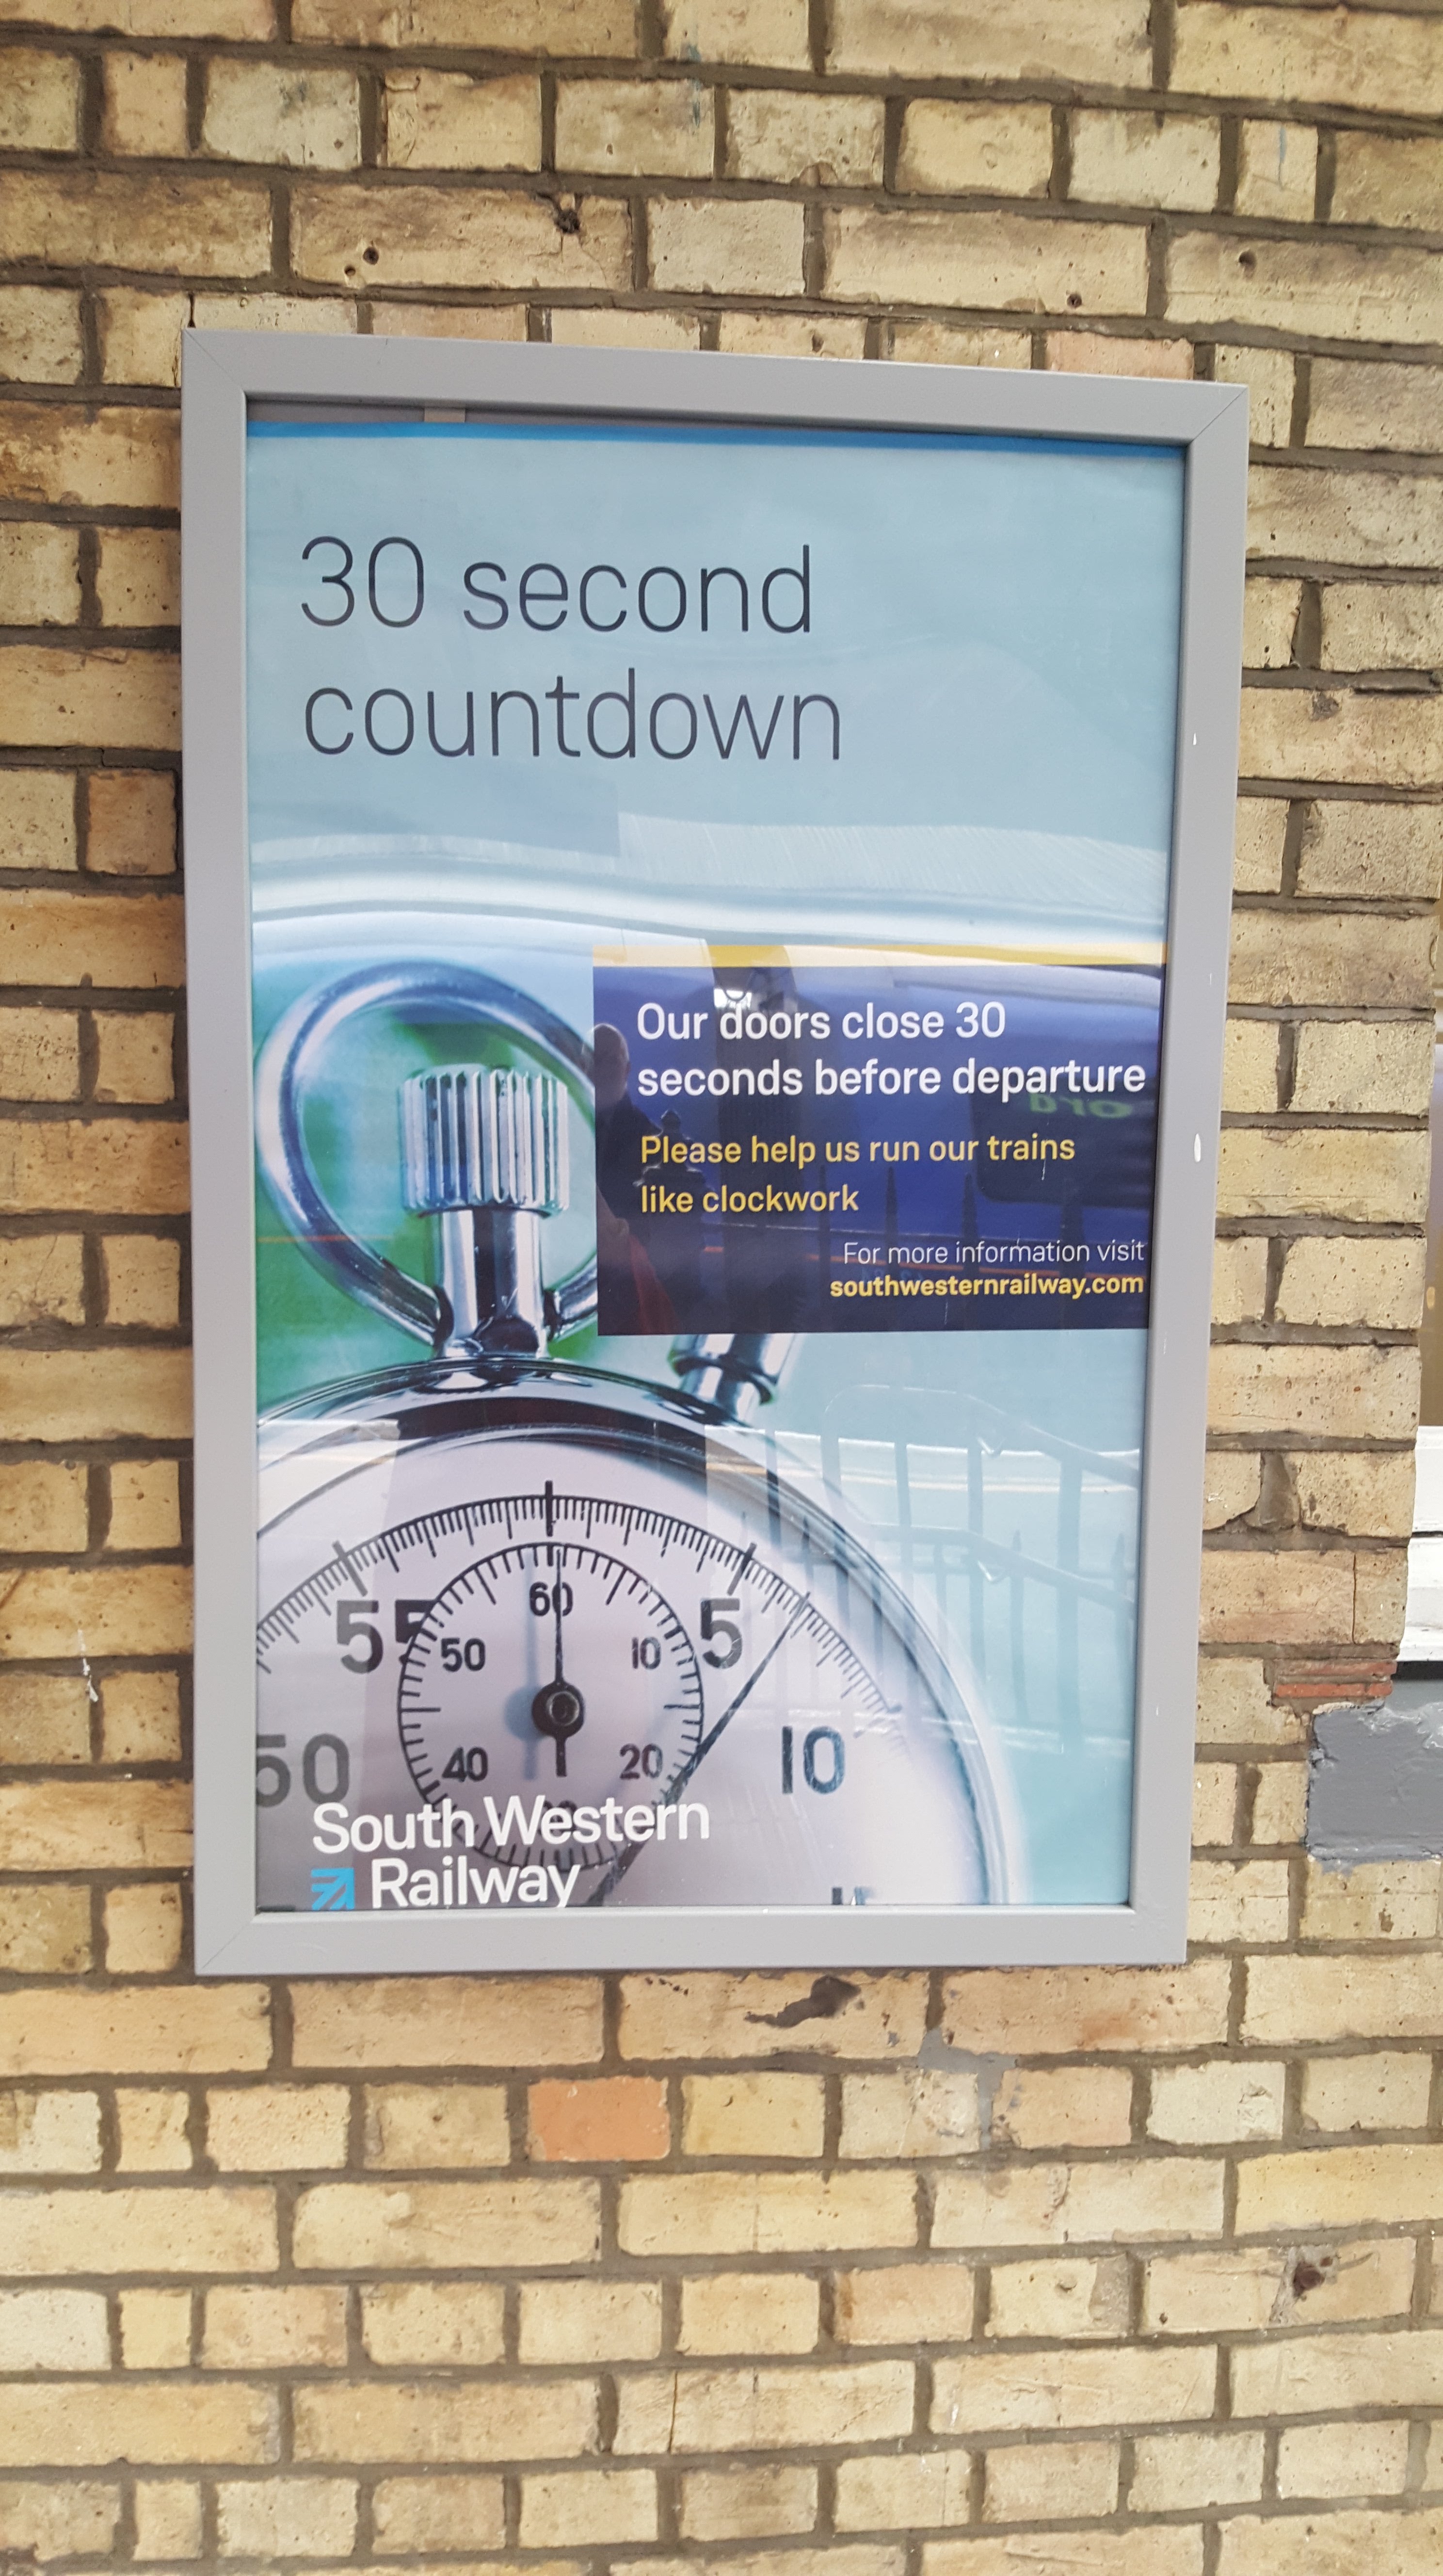 30 second
countdown
Our doors close 30
seconds before departure
Please help us run our trains
like clockwork
For more information visit
southwesternrailway.com
60
55
50
10
5
50
40
20
10
South Western
Railway